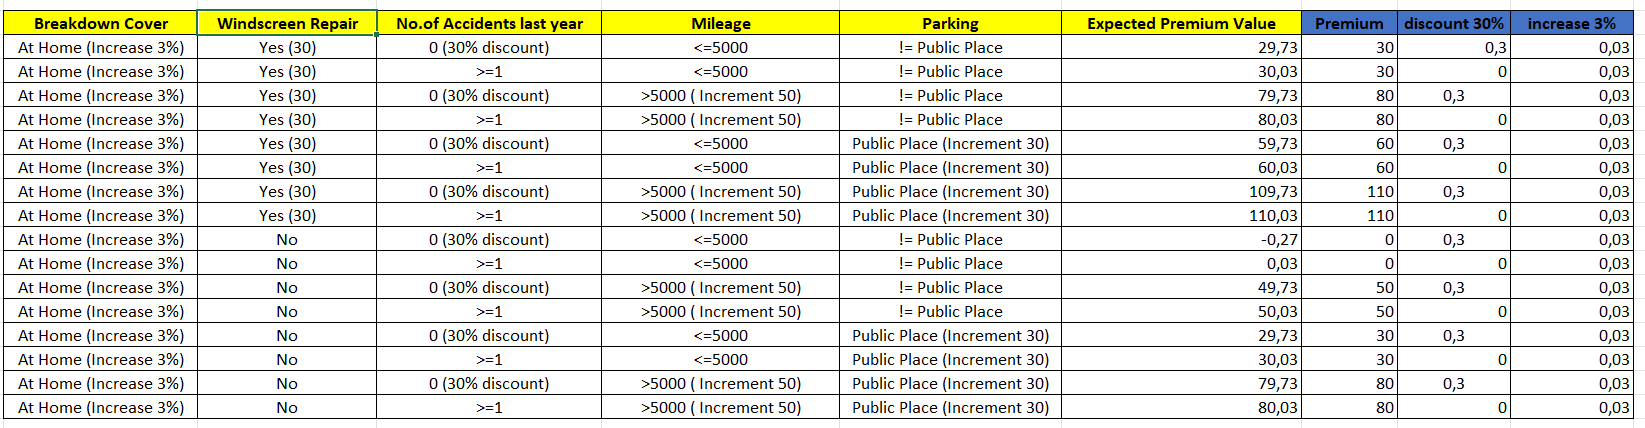 Breakdown Cover Windscreen Repair No.of Accidents last year Mileage Parking Expected Premium Value Premium discount 30% increase 3%
At Home (Increase 3%) Yes (30) 0 (30% discount) <=5000 != Public Place 29,73 30 0,3 0,03
At Home (Increase 3%) Yes (30) >=1 <=5000 != Public Place 30,03 30 0 0,03
At Home (Increase 3%) Yes (30) 0 (30% discount) >5000 ( Increment 50) != Public Place 79,73 80 0,3 0,03
At Home (Increase 3%) Yes (30) >=1 >5000 ( Increment 50) != Public Place 80,03 80 0 0,03
At Home (Increase 3%) Yes (30) 0 (30% discount) <=5000 Public Place (Increment 30) 59,73 60 0,3 0,03
At Home (Increase 3%) Yes (30) >=1 <=5000 Public Place (Increment 30) 60,03 60 0 0,03
At Home (Increase 3%) Yes (30) 0 (30% discount) >5000 ( Increment 50) Public Place (Increment 30) 109,73 110 0,3 0,03
At Home (Increase 3%) Yes (30) >=1 >5000 ( Increment 50) Public Place (Increment 30) 110,03 110 0 0,03
At Home (Increase 3%) No 0 (30% discount) <=5000 != Public Place -0,27 0 0,3 0,03
At Home (Increase 3%) No >=1 <=5000 != Public Place 0,03 0 0 0,03
At Home (Increase 3%) No 0 (30% discount) >5000 ( Increment 50) != Public Place 49,73 50 0,3 0,03
At Home (Increase 3%) No >=1 >5000 ( Increment 50) != Public Place 50,03 50 0 0,03
At Home (Increase 3%) No 0 (30% discount) <=5000 Public Place (Increment 30) 29,73 30 0,3 0,03
At Home (Increase 3%) No >=1 <=5000 Public Place (Increment 30) 30,03 30 0 0,03
At Home (Increase 3%) No 0 (30% discount) >5000 ( Increment 50) Public Place (Increment 30) 79,73 80 0,3 0,03
At Home (Increase 3%) No >=1 >5000 ( Increment 50) Public Place (Increment 30) 80,03 80 0 0,03